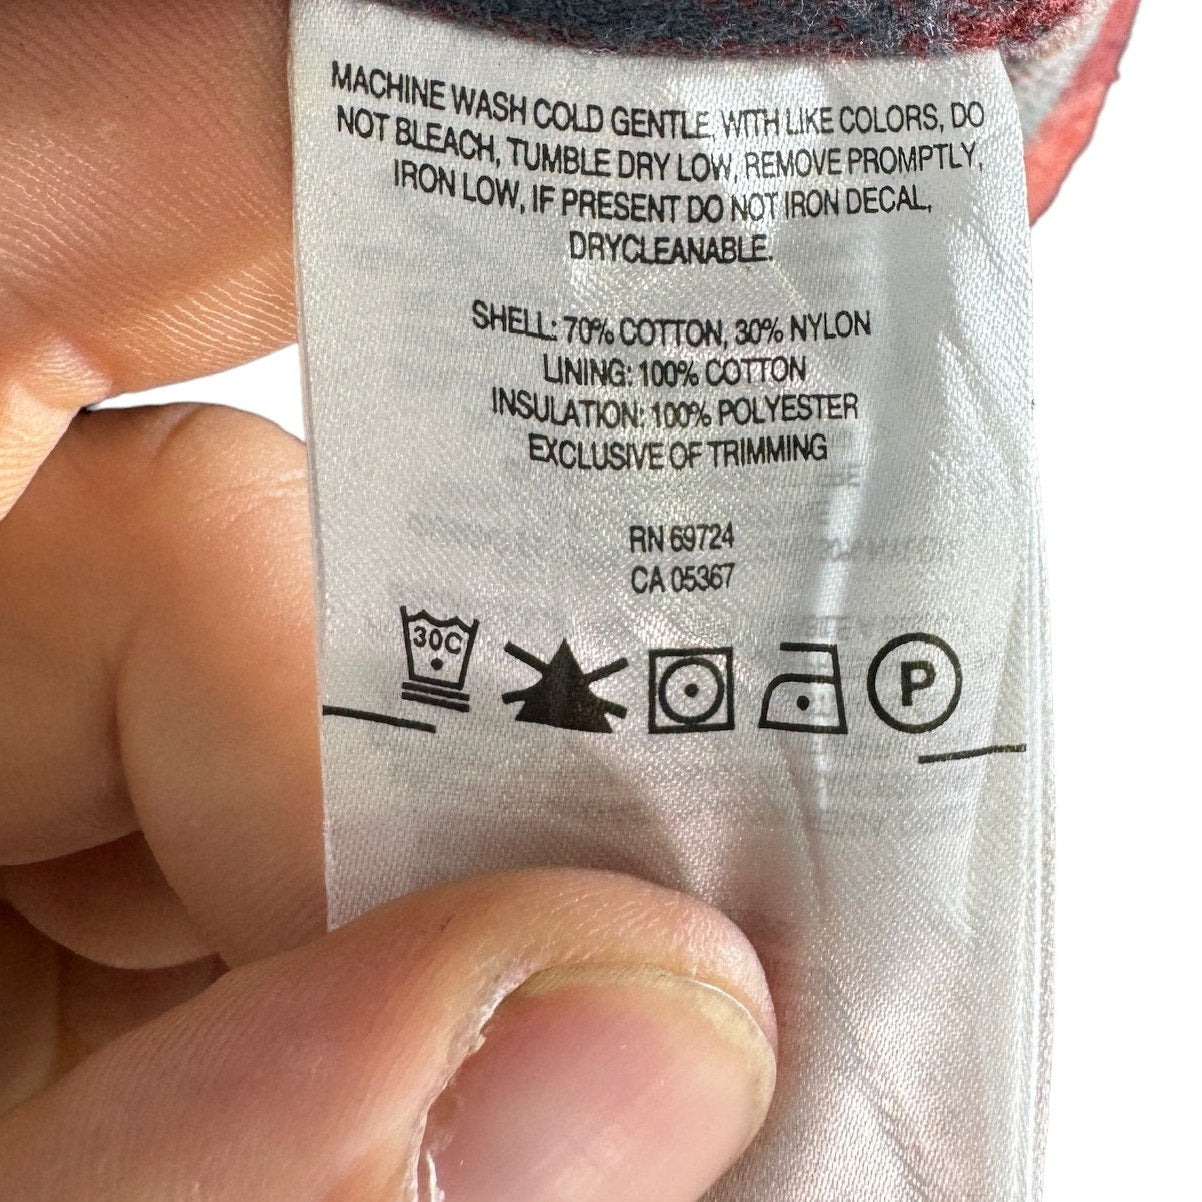 MACHINE WASH COLD GENTLE, WITH LIKE COLORS, DO
NOT BLEACH, TUMBLE DRY LOW, REMOVE PROMPTLY,
IRON LOW, IF PRESENT DO NOT IRON DECAL,
DRYCLEANABLE.
SHELL: 70% COTTON, 30% NYLON
LINING: 100% COTTON
INSULATION: 100% POLYESTER
EXCLUSIVE OF TRIMMING
RN 69724
CA 05367
30C
P